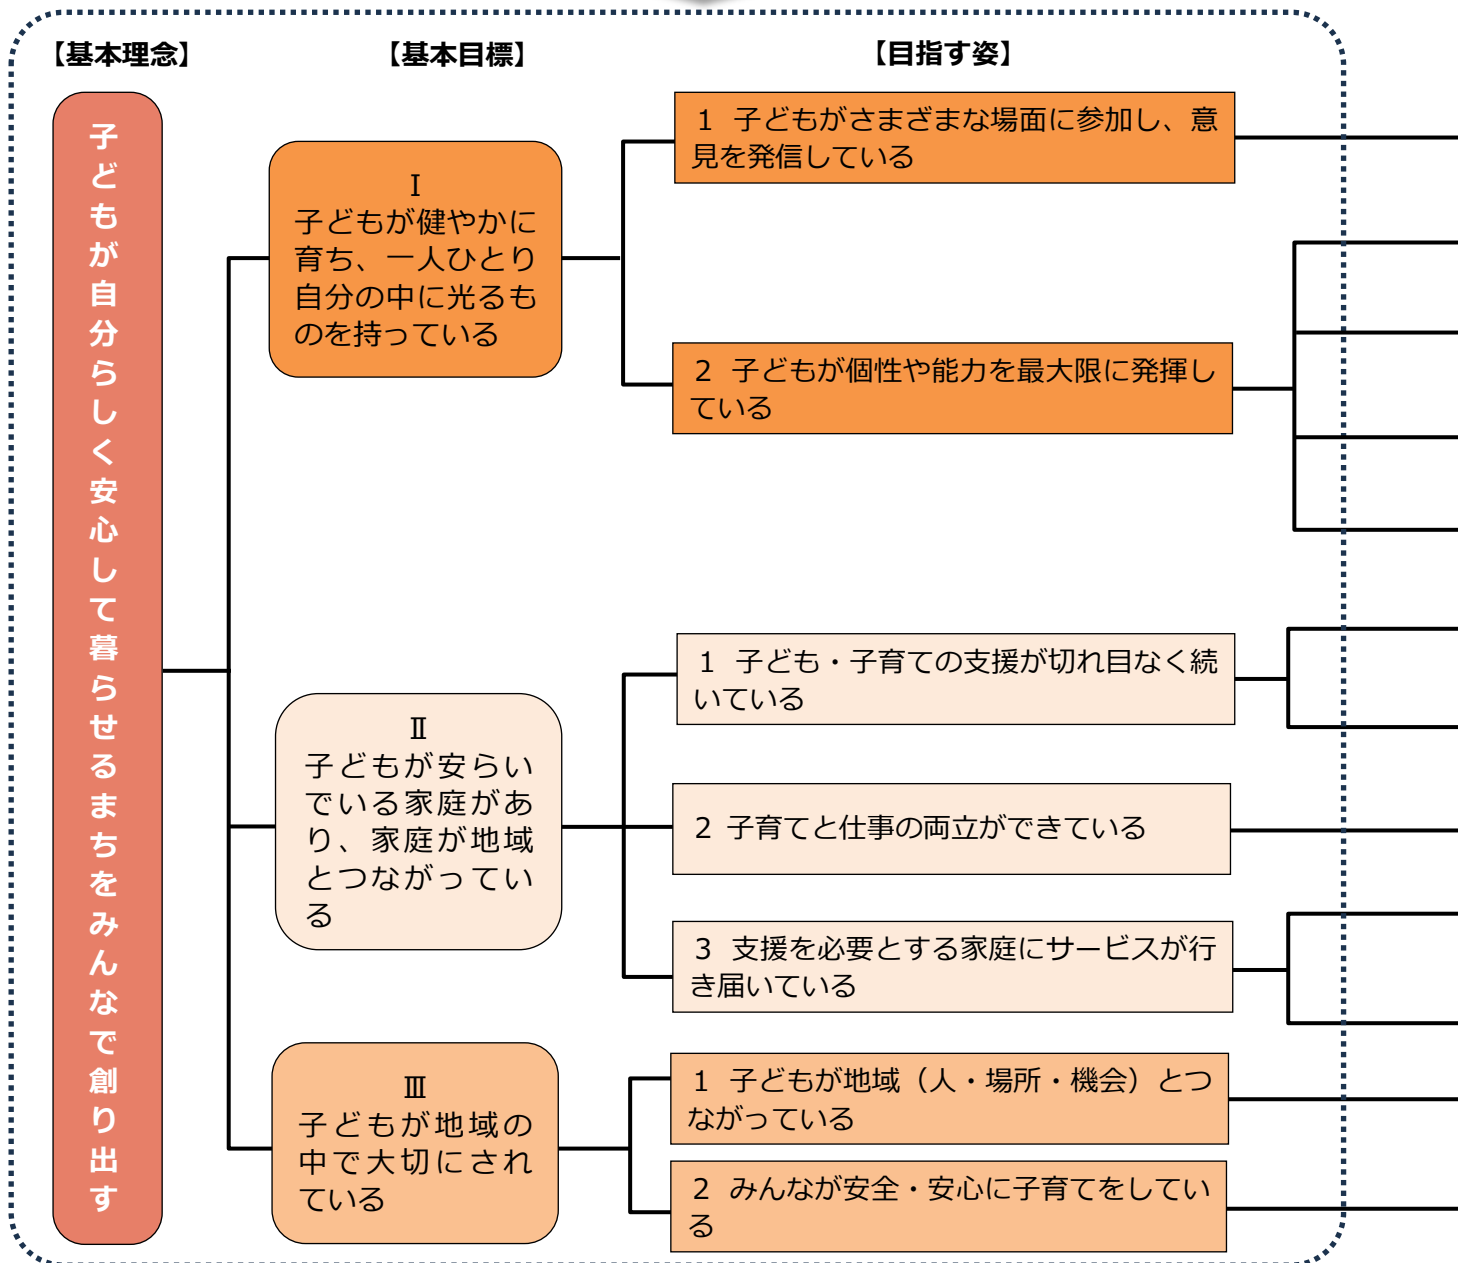 【基本理念】
【基本目標】
【目指す姿】
子どもが自分らしく安心して暮らせるまちをみんなで創り出す
Ⅰ
子どもが健やかに
育ち、一人ひとり
自分の中に光るも
のを持っている
1 子どもがさまざまな場面に参加し、意
見を発信している
2 子どもが個性や能力を最大限に発揮し
ている
Ⅱ
子どもが安らい
でいる家庭があ
り、家庭が地域
とつながってい
る
1 子ども・子育ての支援が切れ目なく続
いている
2 子育てと仕事の両立ができている
3 支援を必要とする家庭にサービスが行
き届いている
Ⅲ
子どもが地域の
中で大切にされ
ている
1 子どもが地域（人・場所・機会）とつ
ながっている
2 みんなが安全・安心に子育てをしてい
る